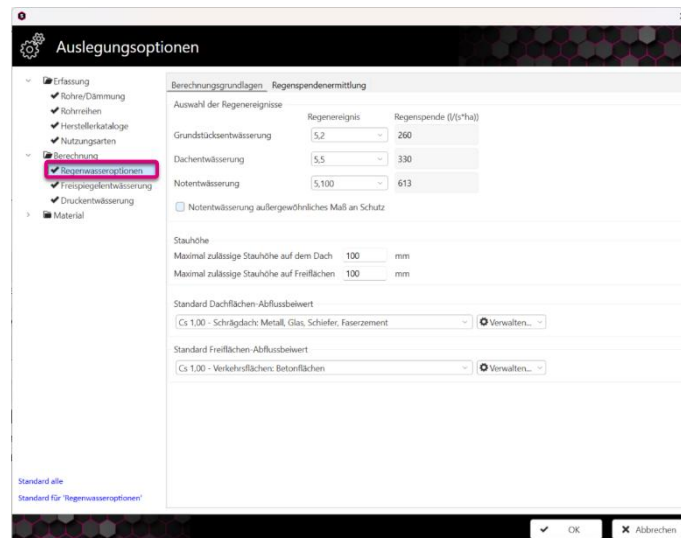 Auslegungsoptionen
Erfassung
Rohre/Dämmung
Rohrreihen
Herstellerkataloge
Nutzungsarten
Berechnung
Regenwasseroptionen
Freispiegelentwässerung
Druckentwässerung
Material
Standard alle
Standard für 'Regenwasseroptionen'
Berechnungsgrundlagen Regenspendenermittlung
Auswahl der Regenereignisse
Regenereignis Regenspende (l/(s*ha))
Grundstücksentwässerung 5,2 260
Dachentwässerung 5,5 330
Notentwässerung 5,100 613
Notentwässerung außergewöhnliches Maß an Schutz
Stauhöhe
Maximal zulässige Stauhöhe auf dem Dach 100 mm
Maximal zulässige Stauhöhe auf Freiflächen 100 mm
Standard Dachflächen-Abflussbeiwert
Cs 1,00 - Schrägdach: Metall, Glas, Schiefer, Faserzement Verwalten...
Standard Freiflächen-Abflussbeiwert
Cs 1,00 - Verkehrsflächen: Betonflächen Verwalten...
OK Abbrechen